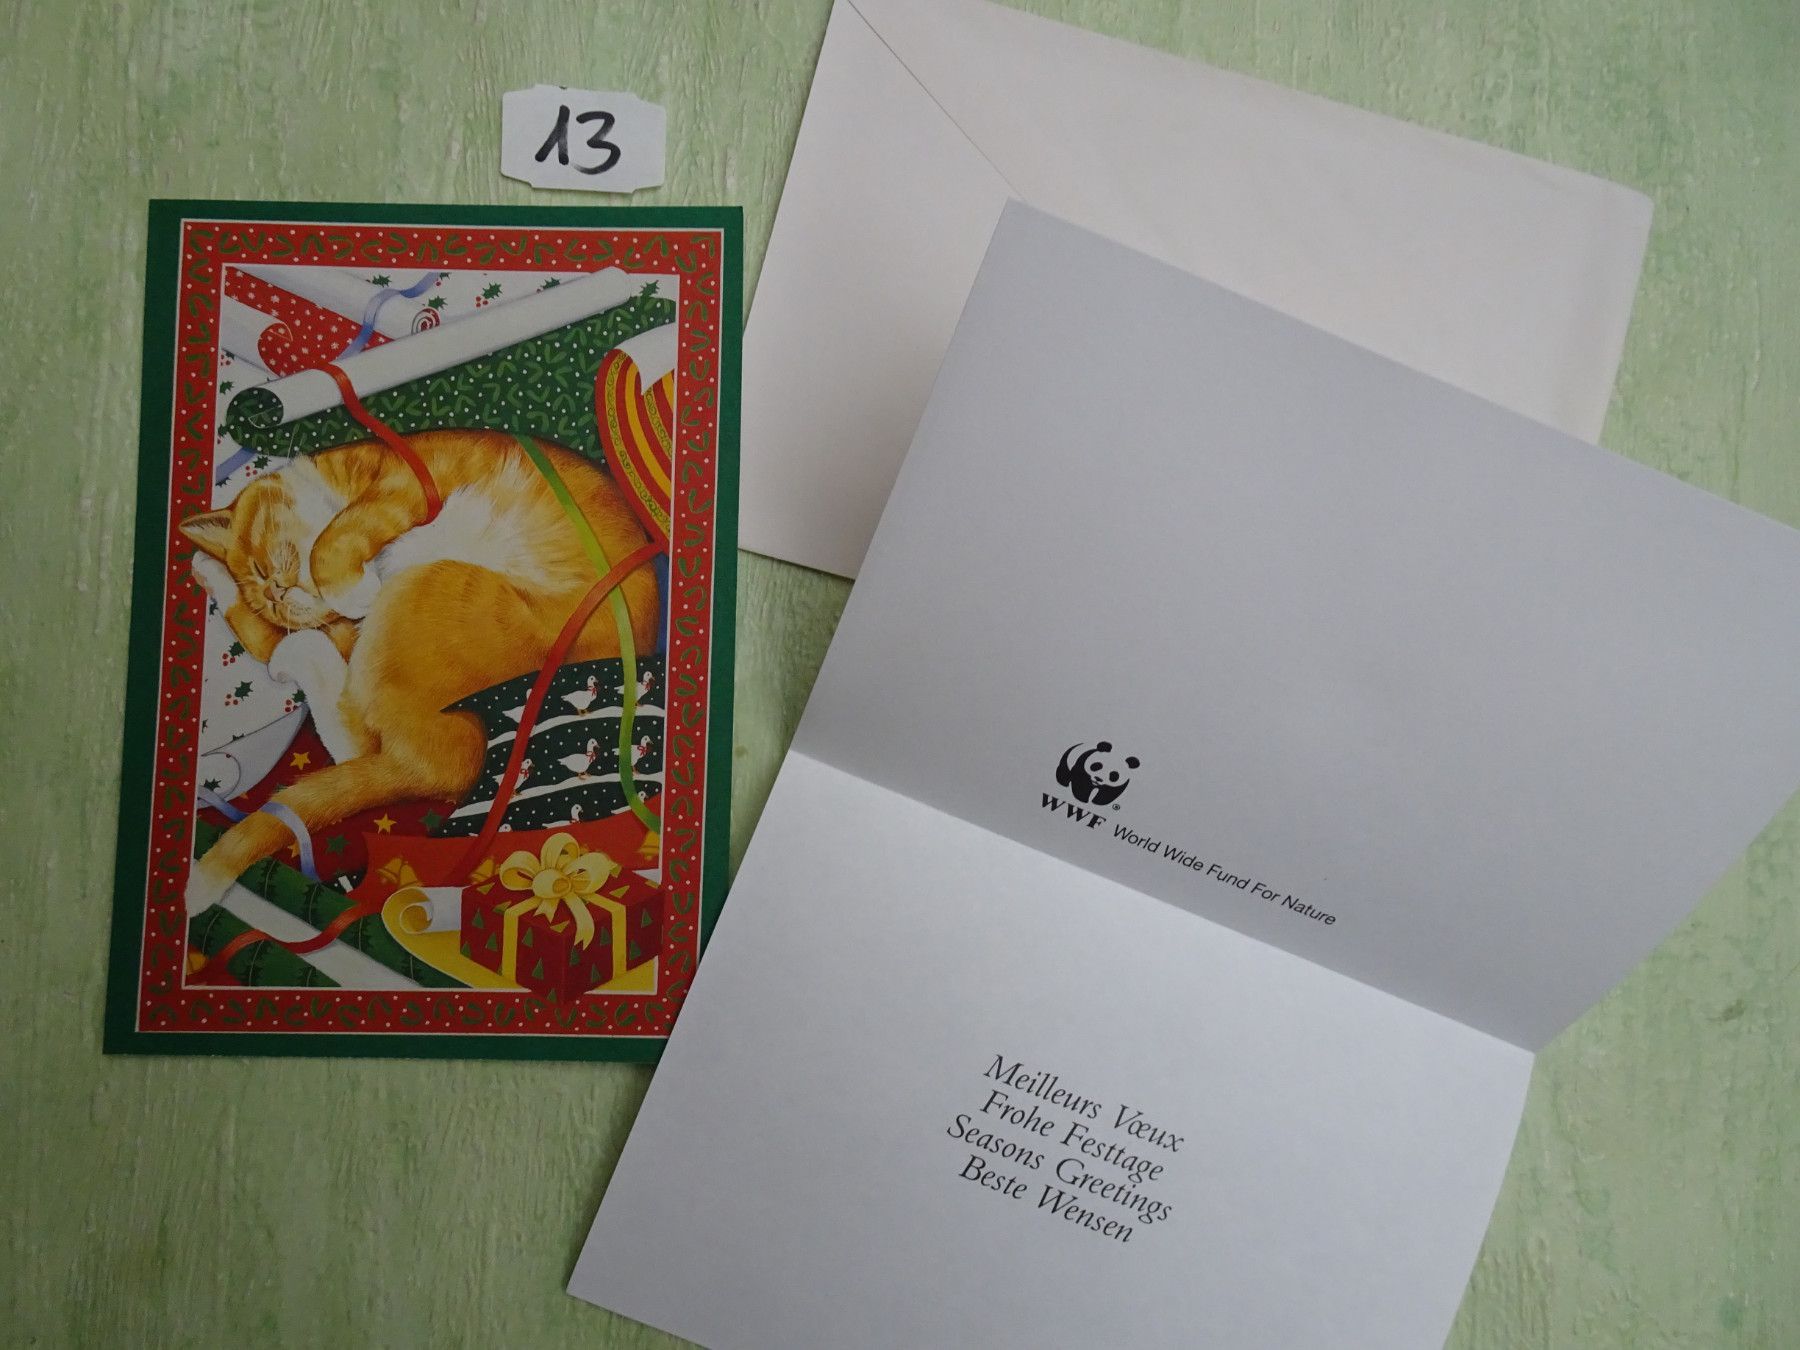 13
WWF World Wide Fund For Nature
Meilleurs Vœux
Frohe Festtage
Seasons Greetings
Beste Wensen